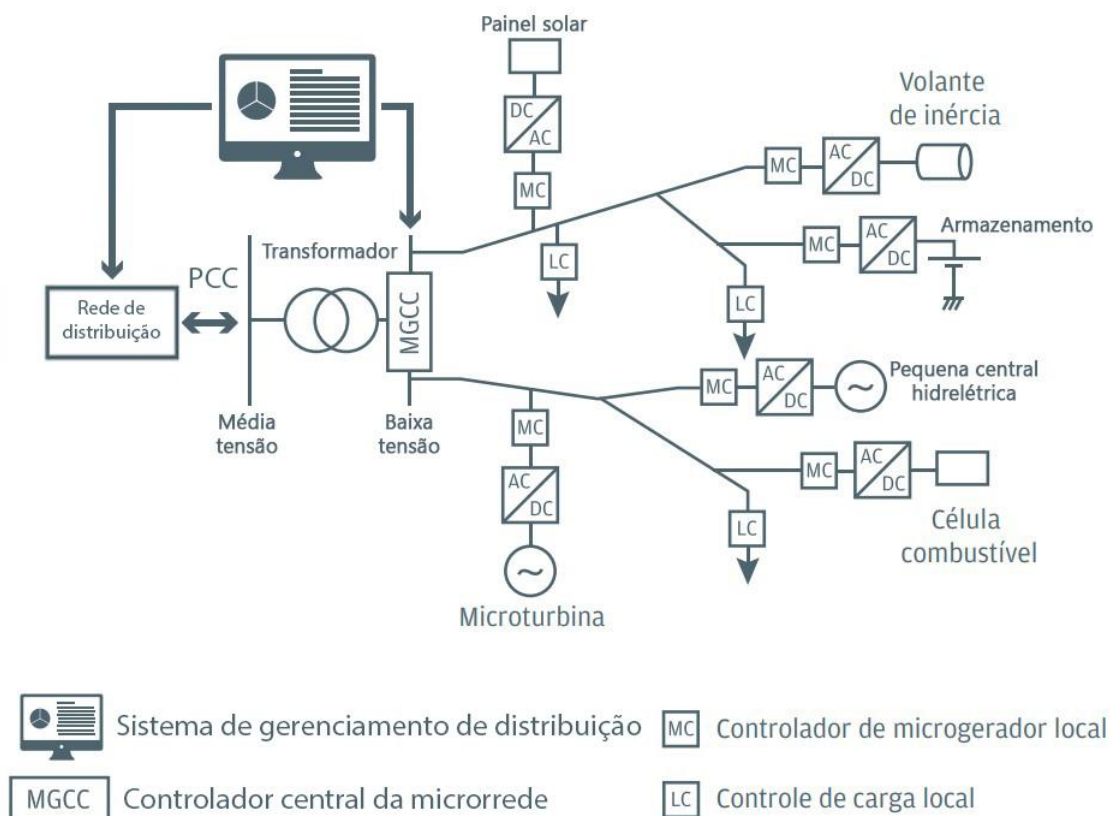 Painel solar
DC
AC
MC
LC
Volante
de inércia
MC
AC
DC
Armazenamento
MC
AC
DC
LC
Transformador
PCC
Rede de
distribuição
MGCC
Média
tensão
Baixa
tensão
MC
AC
DC
Pequena central
hidrelétrica
MC
AC
DC
Microturbina
MC
AC
DC
Célula
combustível
LC
Sistema de gerenciamento de distribuição
MC Controlador de microgerador local
MGCC Controlador central da microrrede
LC Controle de carga local